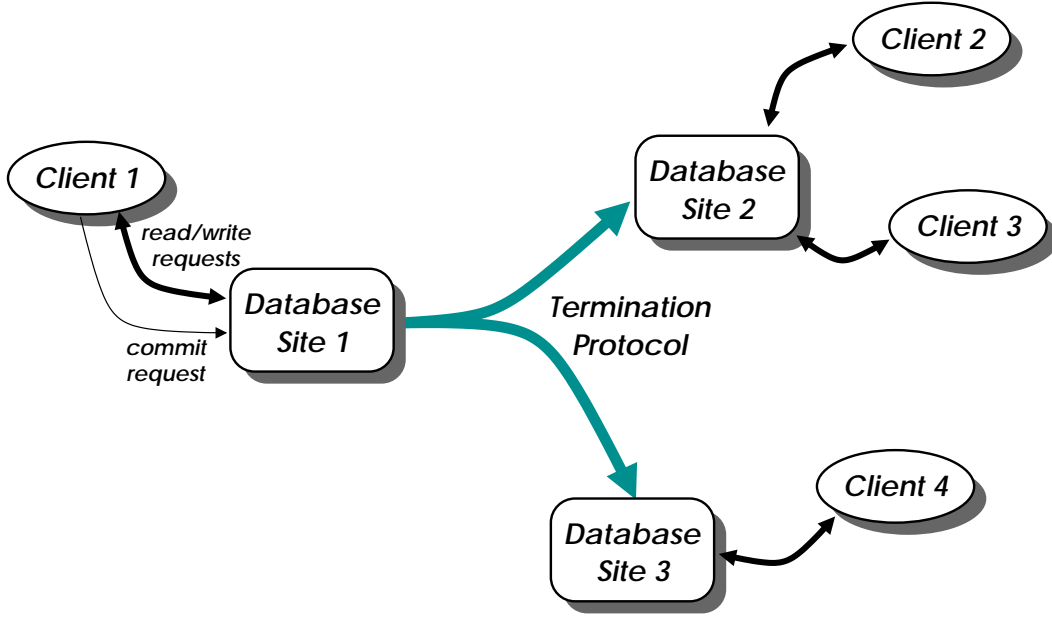 Client 2
Client 1
Database
Site 2
Client 3
read/write
requests
Database
Site 1
Termination
Protocol
commit
request
Client 4
Database
Site 3